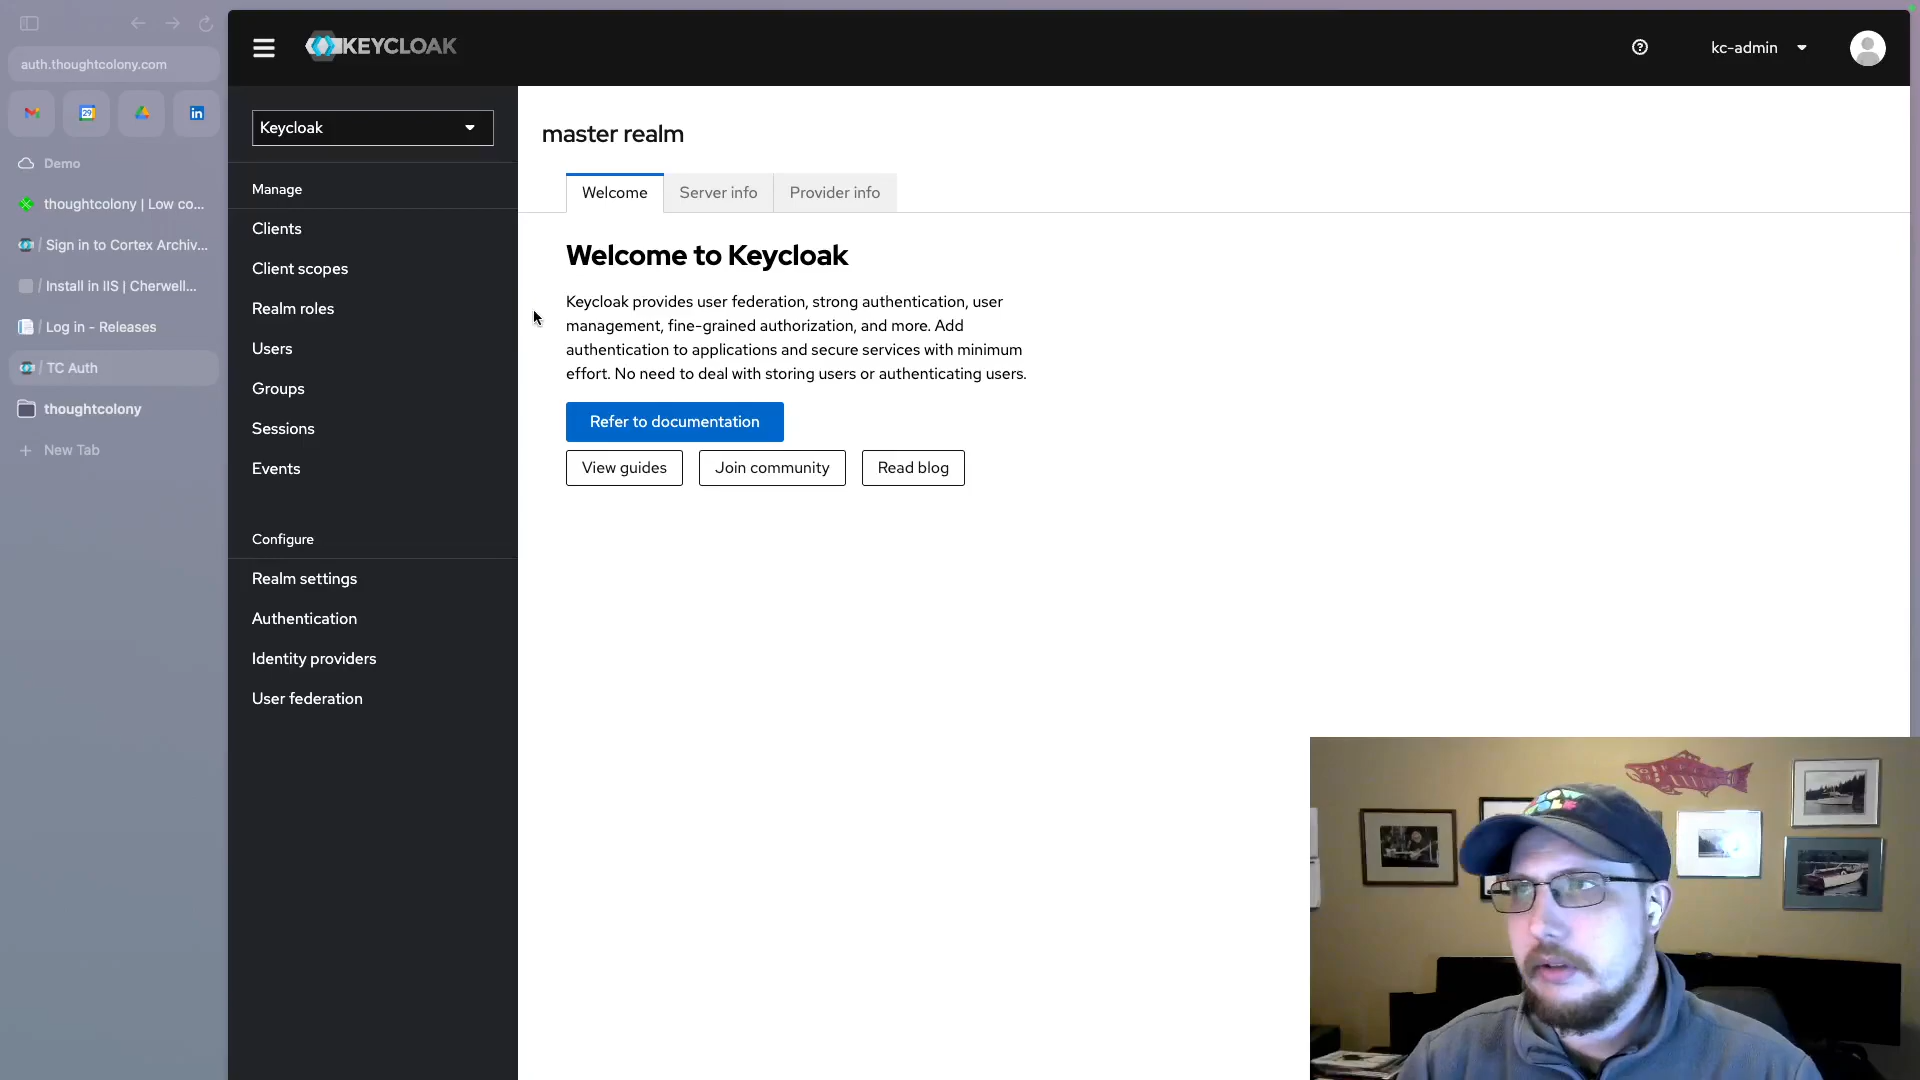 auth.thoughtcolony.com
29
in
Demo
thoughtcolony | Low co...
/ Sign in to Cortex Archiv...
/ Install in IIS | Cherwell...
/ Log in - Releases
/ TC Auth
thoughtcolony
+ New Tab
KEYCLOAK
kc-admin
Keycloak
Manage
Clients
Client scopes
Realm roles
Users
Groups
Sessions
Events
Configure
Realm settings
Authentication
Identity providers
User federation
master realm
Welcome Server info Provider info
Welcome to Keycloak
Keycloak provides user federation, strong authentication, user
management, fine-grained authorization, and more. Add
authentication to applications and secure services with minimum
effort. No need to deal with storing users or authenticating users.
Refer to documentation
View guides Join community Read blog